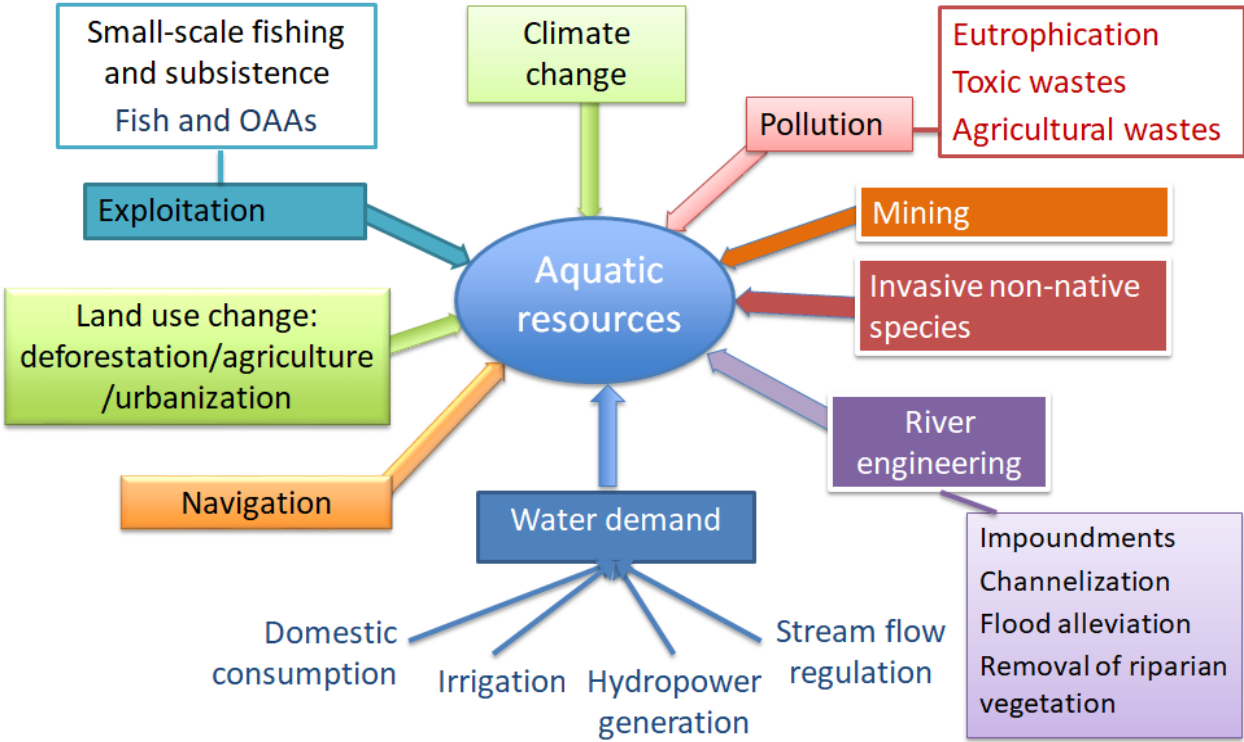 Small-scale fishing
and subsistence
Fish and OAAs
Climate
change
Eutrophication
Toxic wastes
Agricultural wastes
Pollution
Exploitation
Mining
Aquatic
resources
Invasive non-native
species
Land use change:
deforestation/agriculture
/urbanization
River
engineering
Navigation
Water demand
Impoundments
Channelization
Flood alleviation
Removal of riparian
vegetation
Domestic
consumption
Irrigation
Hydropower
generation
Stream flow
regulation